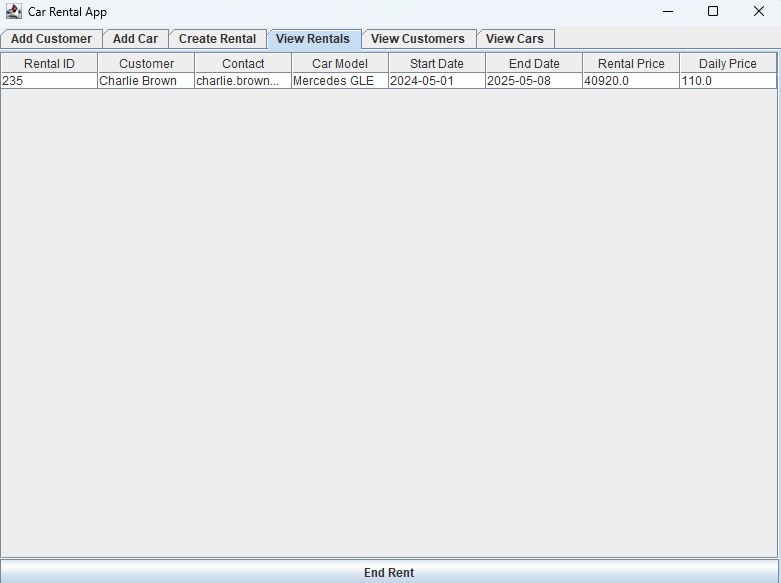 Car Rental App
Add Customer Add Car Create Rental View Rentals View Customers View Cars
Rental ID Customer Contact Car Model Start Date End Date Rental Price Daily Price
235 Charlie Brown charlie.brown... Mercedes GLE 2024-05-01 2025-05-08 40920.0 110.0
End Rent